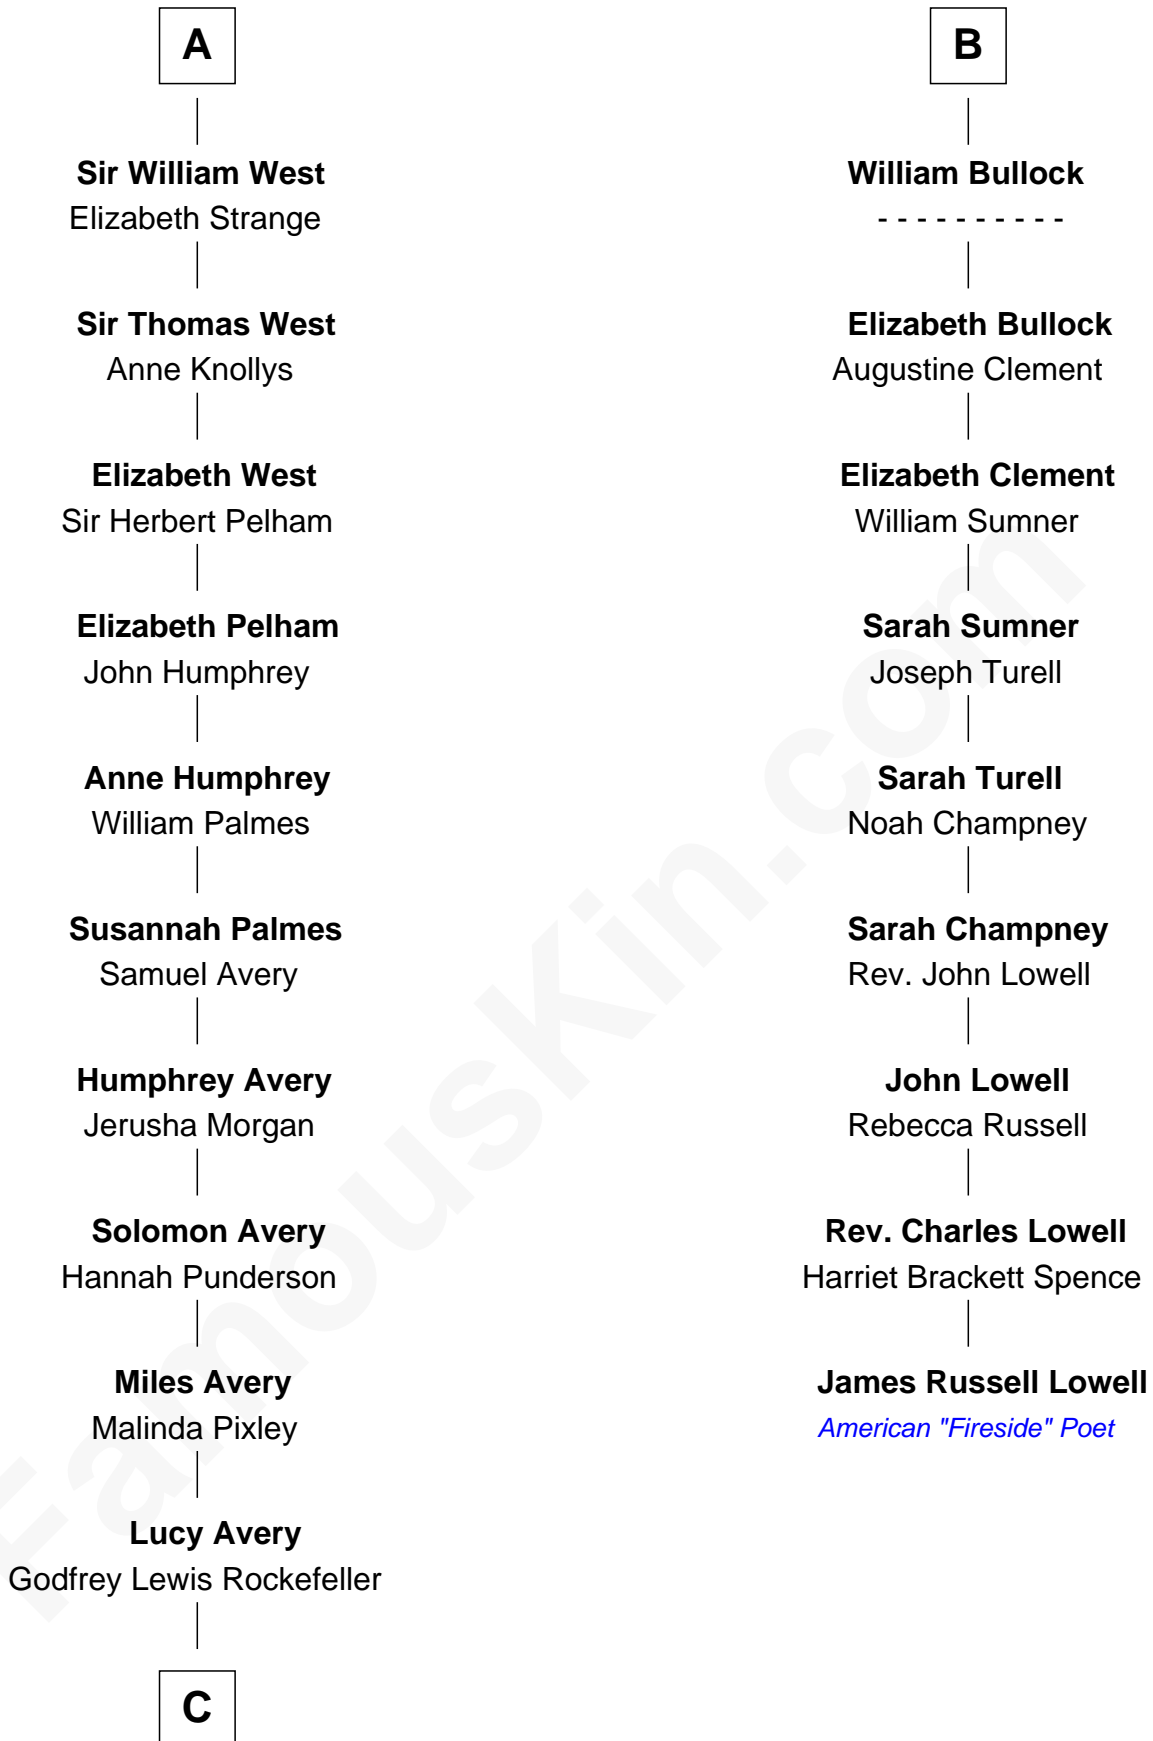 A
Sir William West
Elizabeth Strange
Sir Thomas West
Anne Knollys
Elizabeth West
Sir Herbert Pelham
Elizabeth Pelham
John Humphrey
Anne Humphrey
William Palmes
Susannah Palmes
Samuel Avery
Humphrey Avery
Jerusha Morgan
Solomon Avery
Hannah Punderson
Miles Avery
Malinda Pixley
Lucy Avery
Godfrey Lewis Rockefeller
C
B
William Bullock
- - - - - - - - - -
Elizabeth Bullock
Augustine Clement
Elizabeth Clement
William Sumner
Sarah Sumner
Joseph Turell
Sarah Turell
Noah Champney
Sarah Champney
Rev. John Lowell
John Lowell
Rebecca Russell
Rev. Charles Lowell
Harriet Brackett Spence
James Russell Lowell
American "Fireside" Poet
FamousKin.com